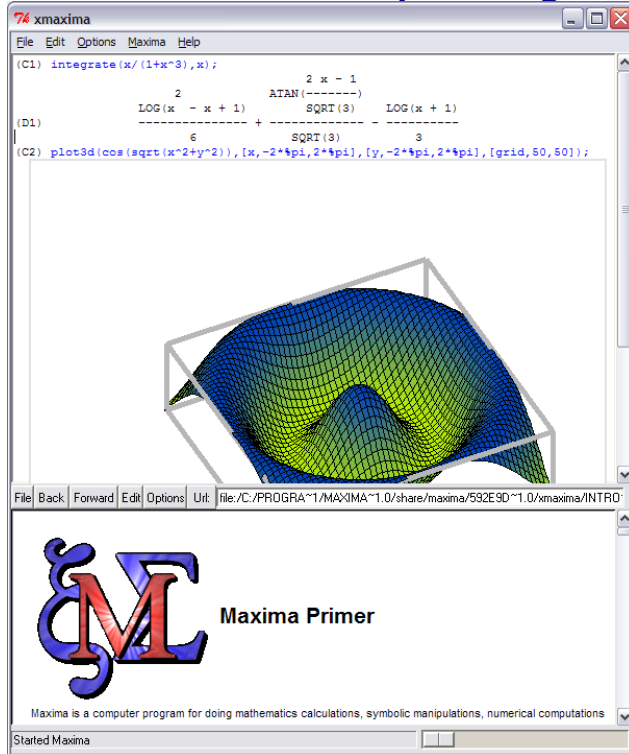 xmaxima
File Edit Options Maxima Help
(C1) integrate(x/(1+x^3),x);
2 x - 1
2 ATAN(-------)
LOG(x - x + 1) SQRT(3) LOG(x + 1)
(D1) --------------- + ------------- - ----------
6 SQRT(3) 3
(C2) plot3d(cos(sqrt(x^2+y^2)),[x,-2*%pi,2*%pi],[y,-2*%pi,2*%pi],[grid,50,50]);
File Back Forward Edit Options Url: file:/C:/PROGRA~1/MAXIMA~1.0/share/maxima/592E9D~1.0/xmaxima/INTRO
Maxima Primer
Maxima is a computer program for doing mathematics calculations, symbolic manipulations, numerical computations
Started Maxima